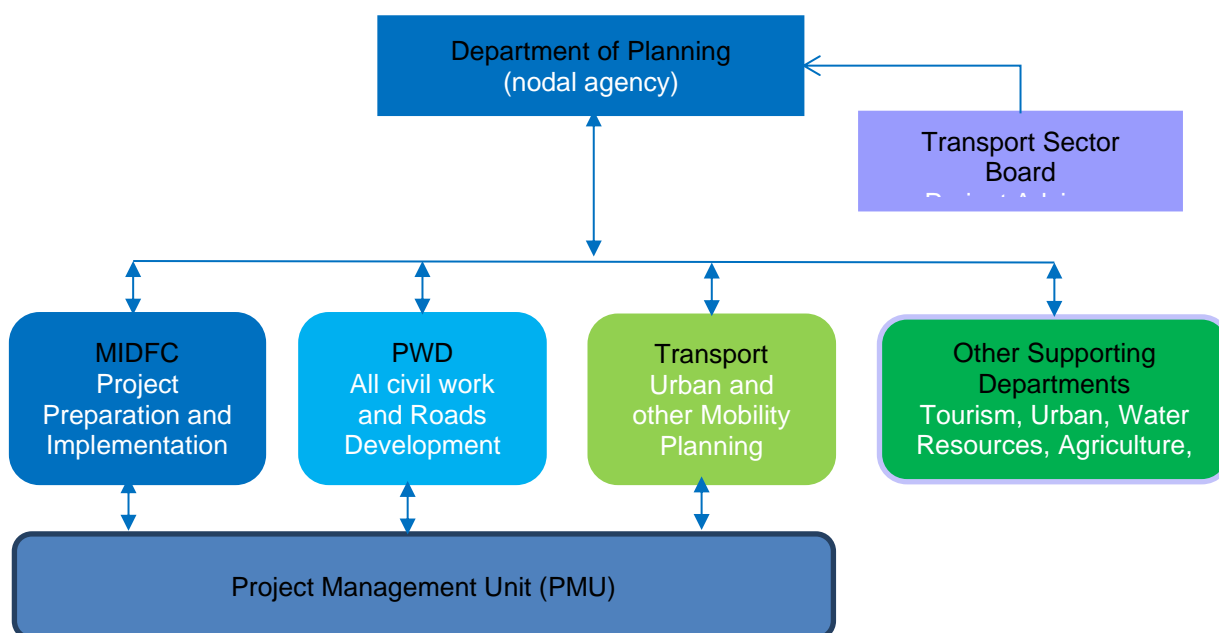 Department of Planning
(nodal agency)
Transport Sector
Board
MIDFC
Project
Preparation and
Implementation
PWD
All civil work
and Roads
Development
Transport
Urban and
other Mobility
Planning
Other Supporting
Departments
Tourism, Urban, Water
Resources, Agriculture,
Project Management Unit (PMU)